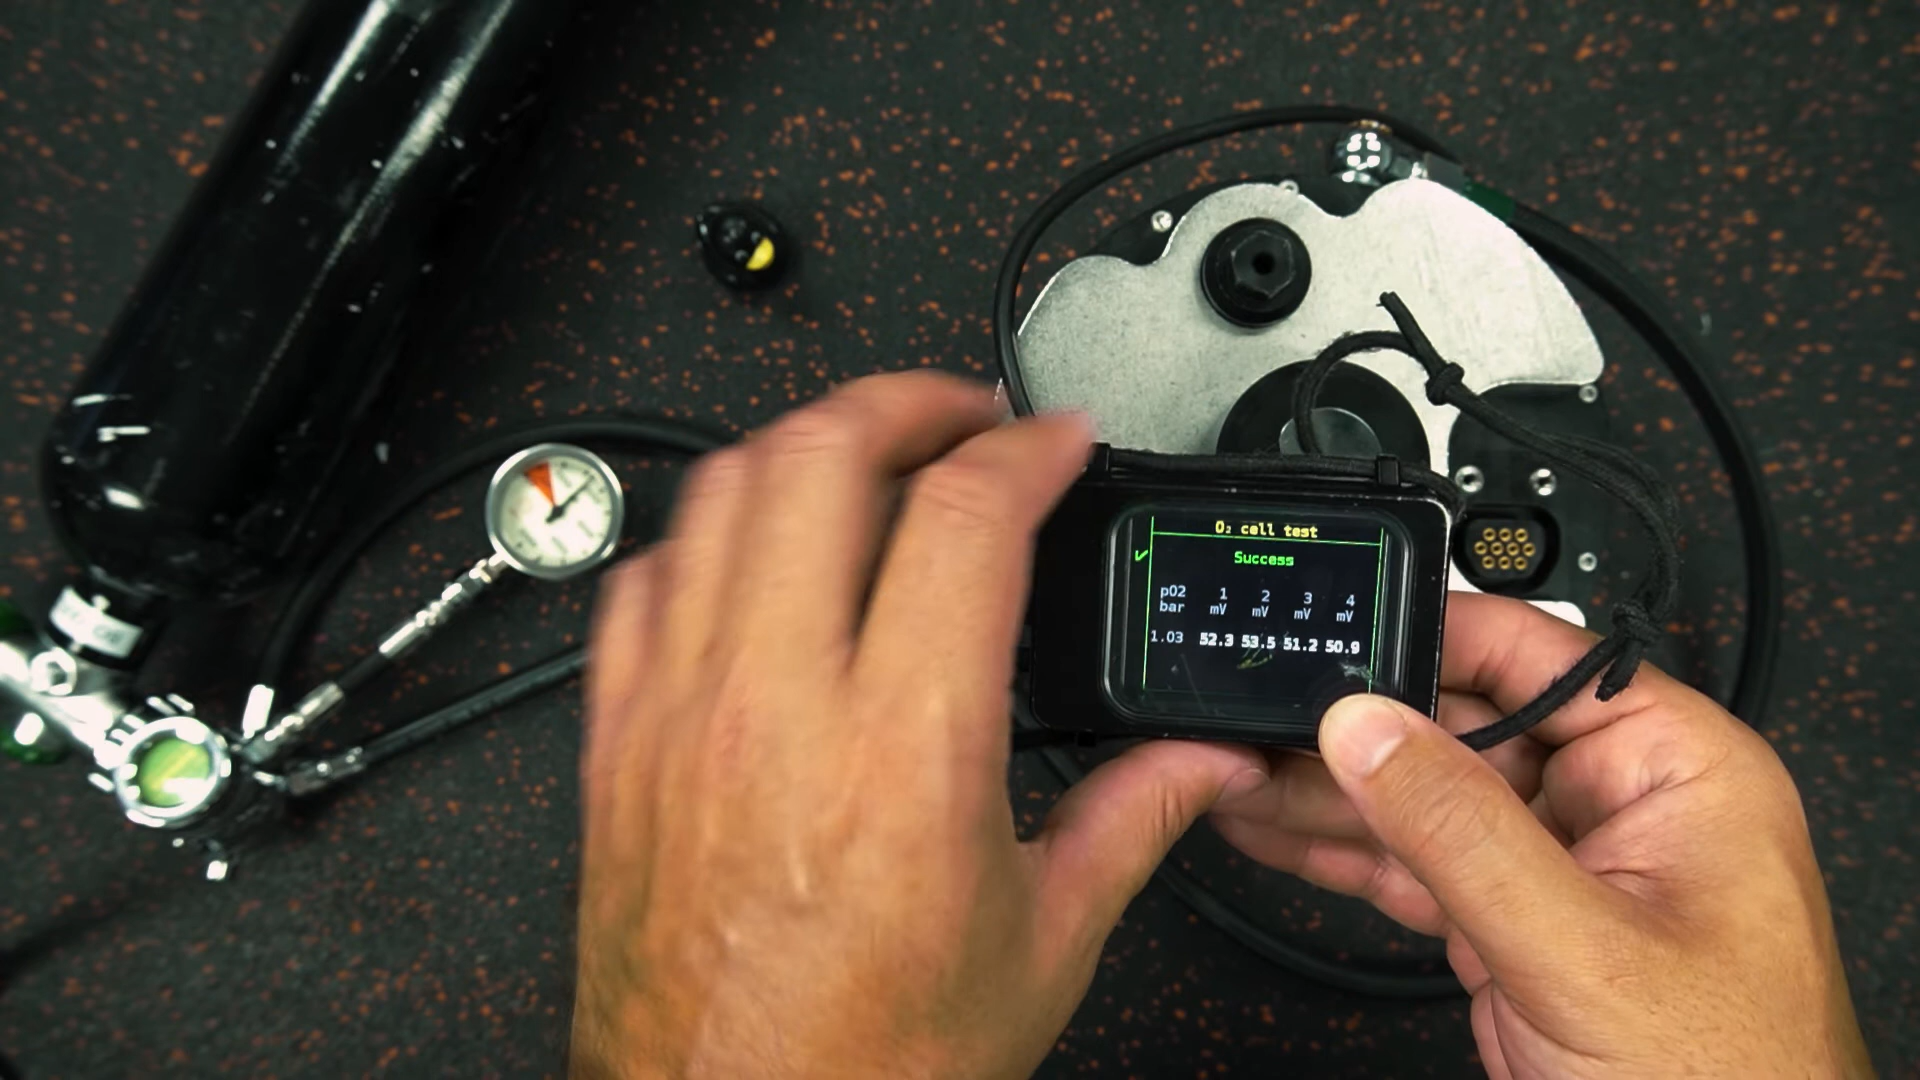 O₂ cell test
Success
pO2 1 2 3 4
bar mV mV mV mV
1.03 52.3 53.5 51.2 50.9